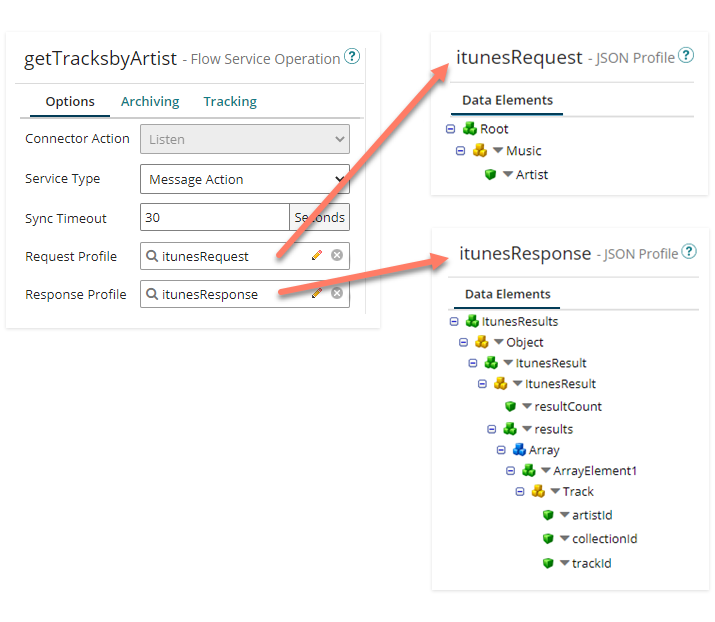 getTracksbyArtist - Flow Service Operation ?
Options Archiving Tracking
Connector Action Listen
Service Type Message Action
Sync Timeout 30 Seconds
Request Profile itunesRequest
Response Profile itunesResponse
itunesRequest - JSON Profile ?
Data Elements
Root
Music
Artist
itunesResponse - JSON Profile ?
Data Elements
ItunesResults
Object
ItunesResult
ItunesResult
resultCount
results
Array
ArrayElement1
Track
artistId
collectionId
trackId